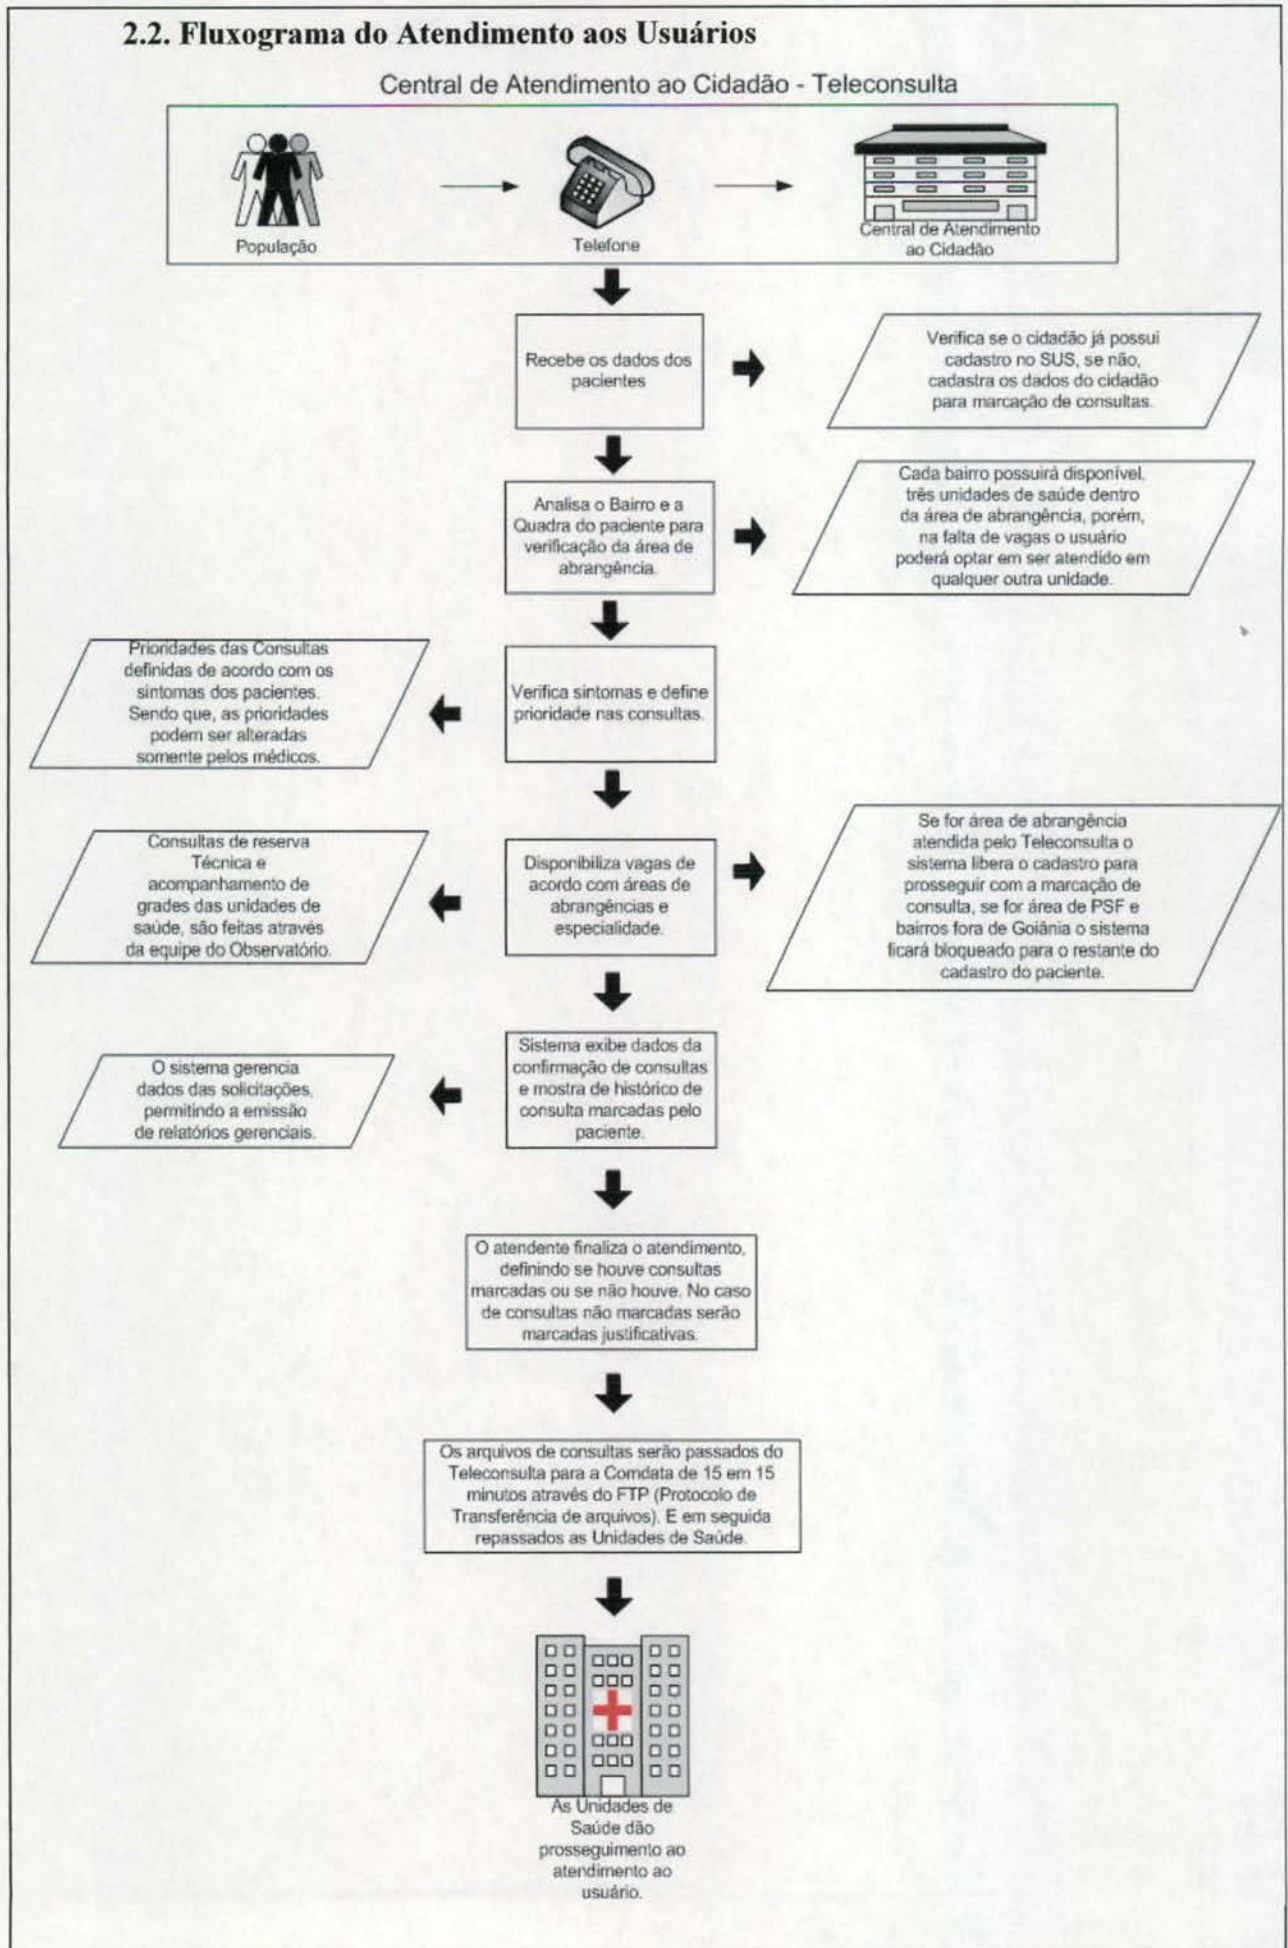 2.2. Fluxograma do Atendimento aos Usuários
Central de Atendimento ao Cidadão - Teleconsulta
População
Telefone
Central de Atendimento
ao Cidadão
Recebe os dados dos
pacientes
Verifica se o cidadão já possui
cadastro no SUS, se não,
cadastra os dados do cidadão
para marcação de consultas.
Analisa o Bairro e a
Quadra do paciente para
verificação da área de
abrangência.
Cada bairro possuirá disponível,
três unidades de saúde dentro
da área de abrangência, porém,
na falta de vagas o usuário
poderá optar em ser atendido em
qualquer outra unidade.
Prioridades das Consultas
definidas de acordo com os
sintomas dos pacientes.
Sendo que, as prioridades
podem ser alteradas
somente pelos médicos.
Verifica sintomas e define
prioridade nas consultas.
Consultas de reserva
Técnica e
acompanhamento de
grades das unidades de
saúde, são feitas através
da equipe do Observatório.
Disponibiliza vagas de
acordo com áreas de
abrangências e
especialidade.
Se for área de abrangência
atendida pelo Teleconsulta o
sistema libera o cadastro para
prosseguir com a marcação de
consulta, se for área de PSF e
bairros fora de Goiânia o sistema
ficará bloqueado para o restante do
cadastro do paciente.
O sistema gerencia
dados das solicitações,
permitindo a emissão
de relatórios gerenciais.
Sistema exibe dados da
confirmação de consultas
e mostra de histórico de
consulta marcadas pelo
paciente.
O atendente finaliza o atendimento,
definindo se houve consultas
marcadas ou se não houve. No caso
de consultas não marcadas serão
marcadas justificativas.
Os arquivos de consultas serão passados do
Teleconsulta para a Comdata de 15 em 15
minutos através do FTP (Protocolo de
Transferência de arquivos). E em seguida
repassados as Unidades de Saúde.
As Unidades de
Saúde dão
prosseguimento ao
atendimento ao
usuário.